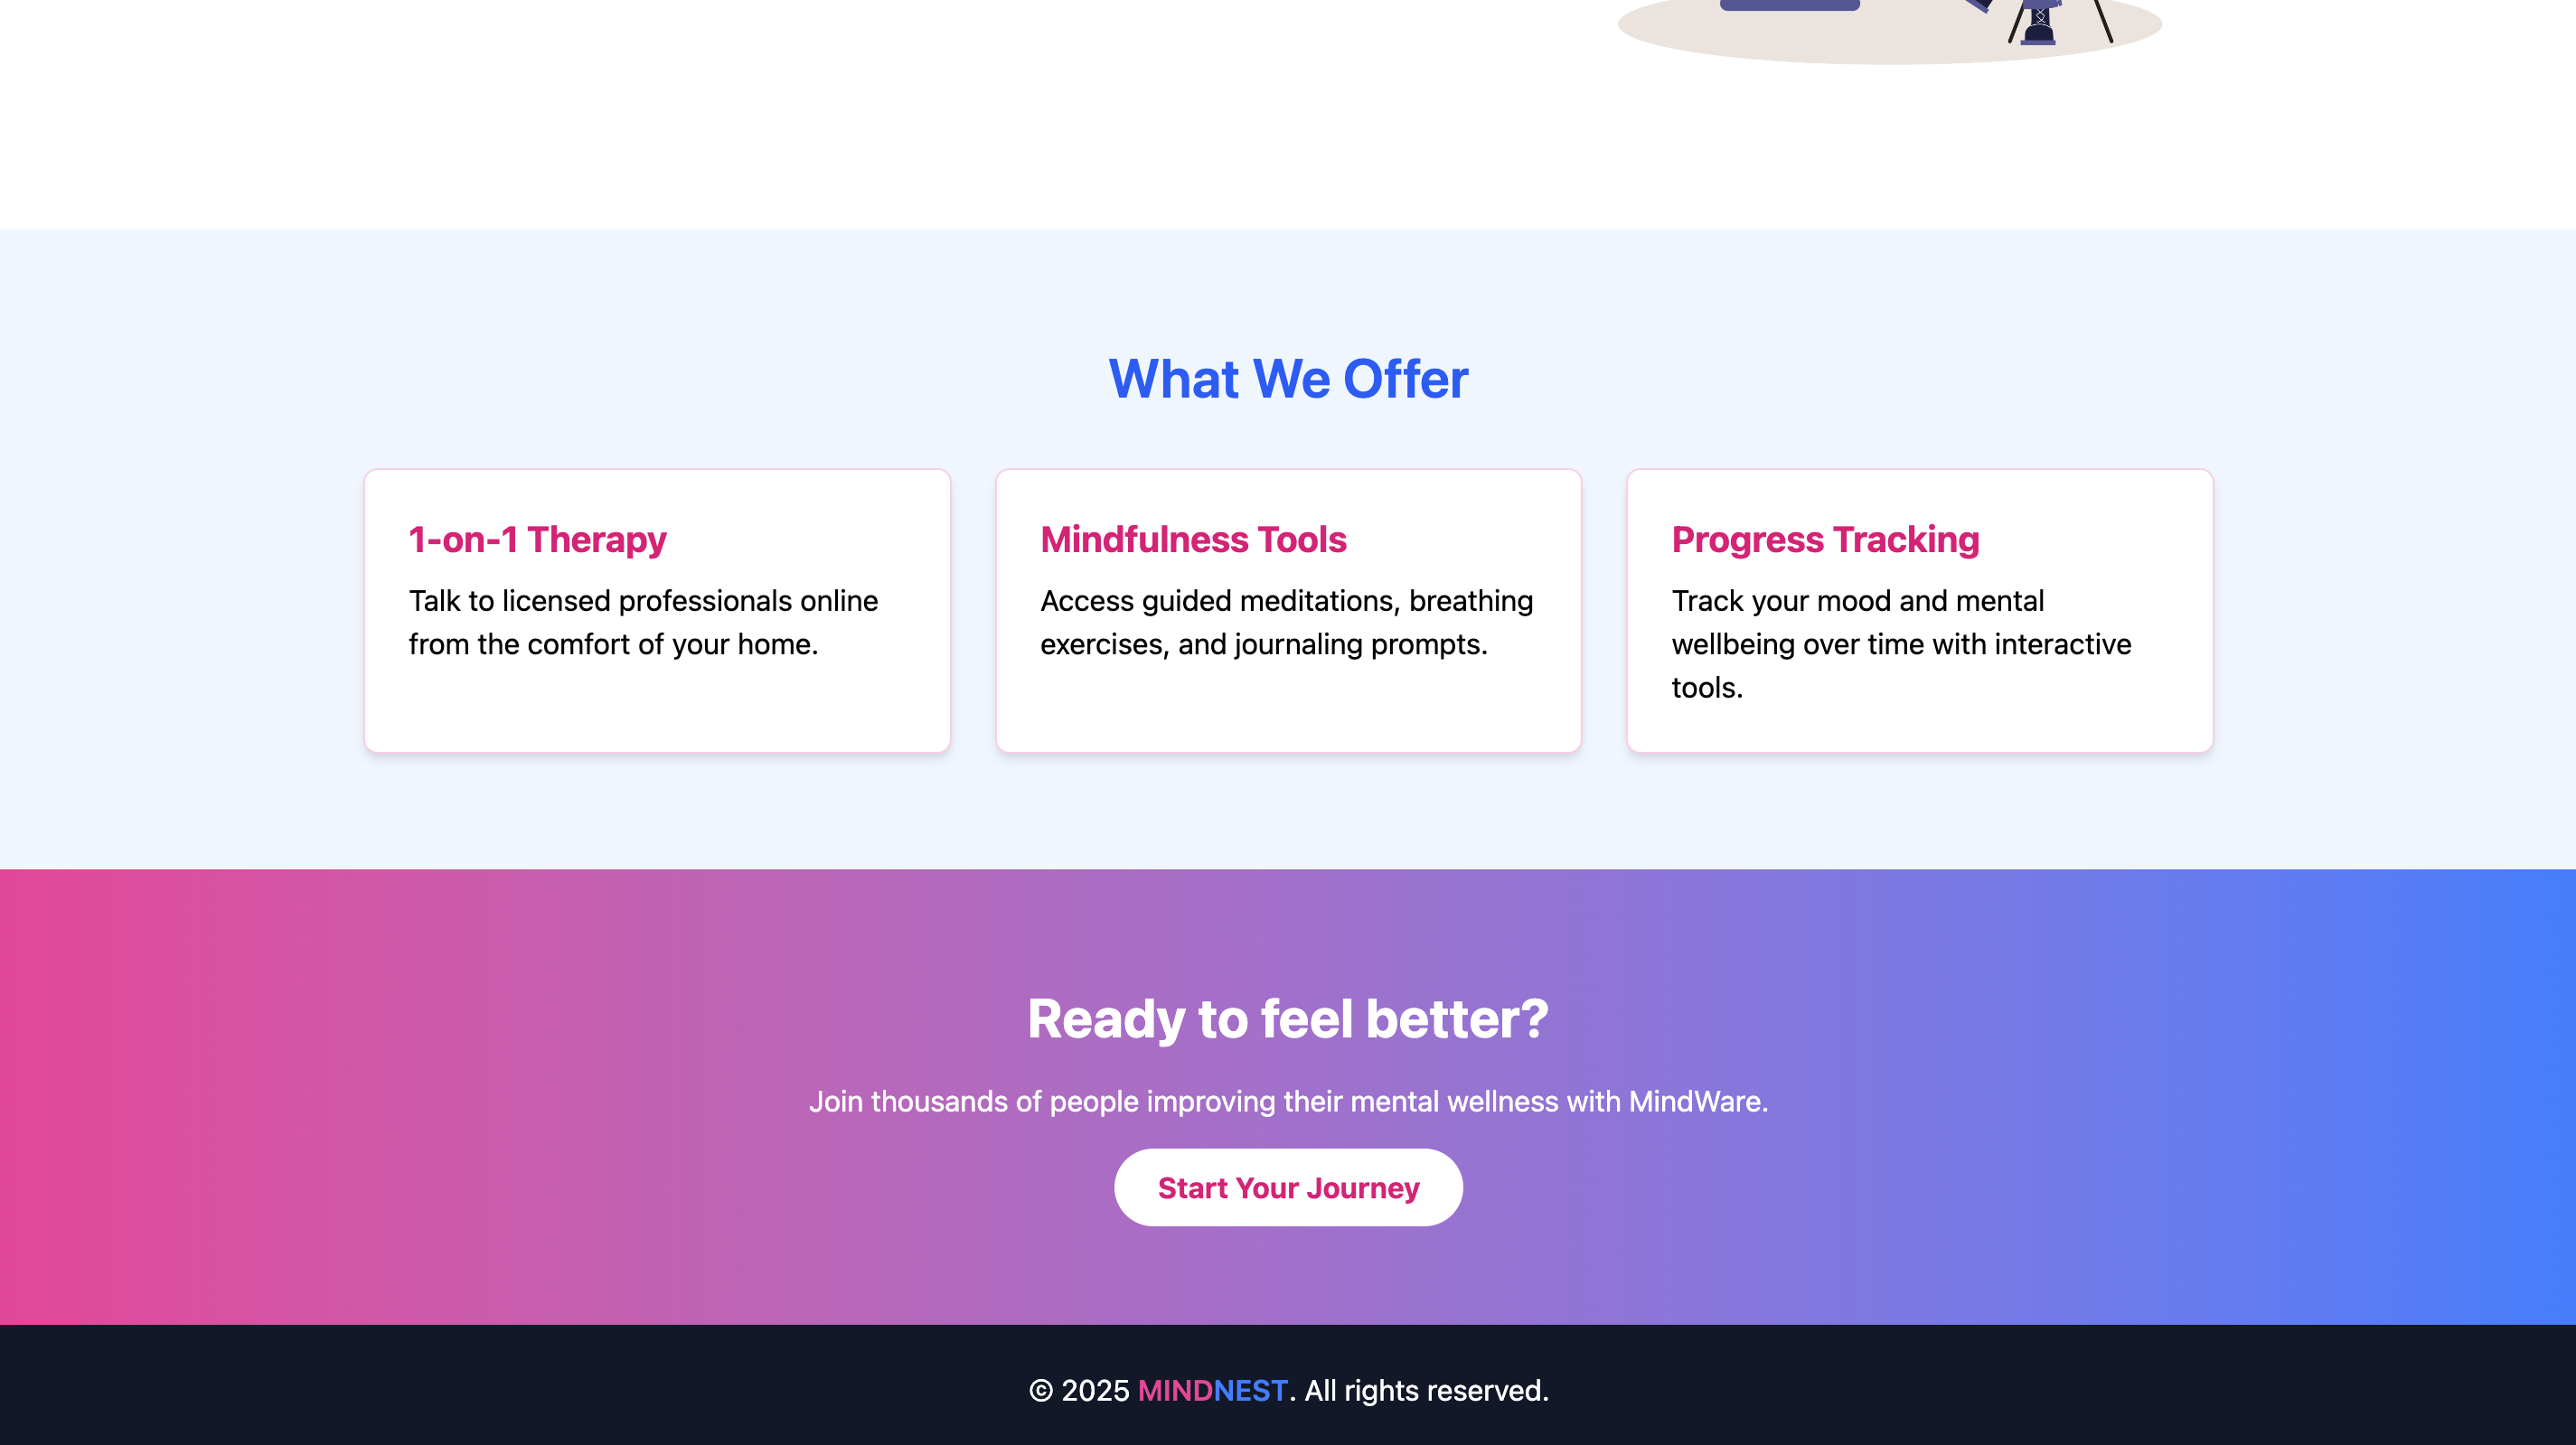 What We Offer
1-on-1 Therapy
Talk to licensed professionals online
from the comfort of your home.
Mindfulness Tools
Access guided meditations, breathing
exercises, and journaling prompts.
Progress Tracking
Track your mood and mental
wellbeing over time with interactive
tools.
Ready to feel better?
Join thousands of people improving their mental wellness with MindWare.
Start Your Journey
© 2025 MINDNEST. All rights reserved.